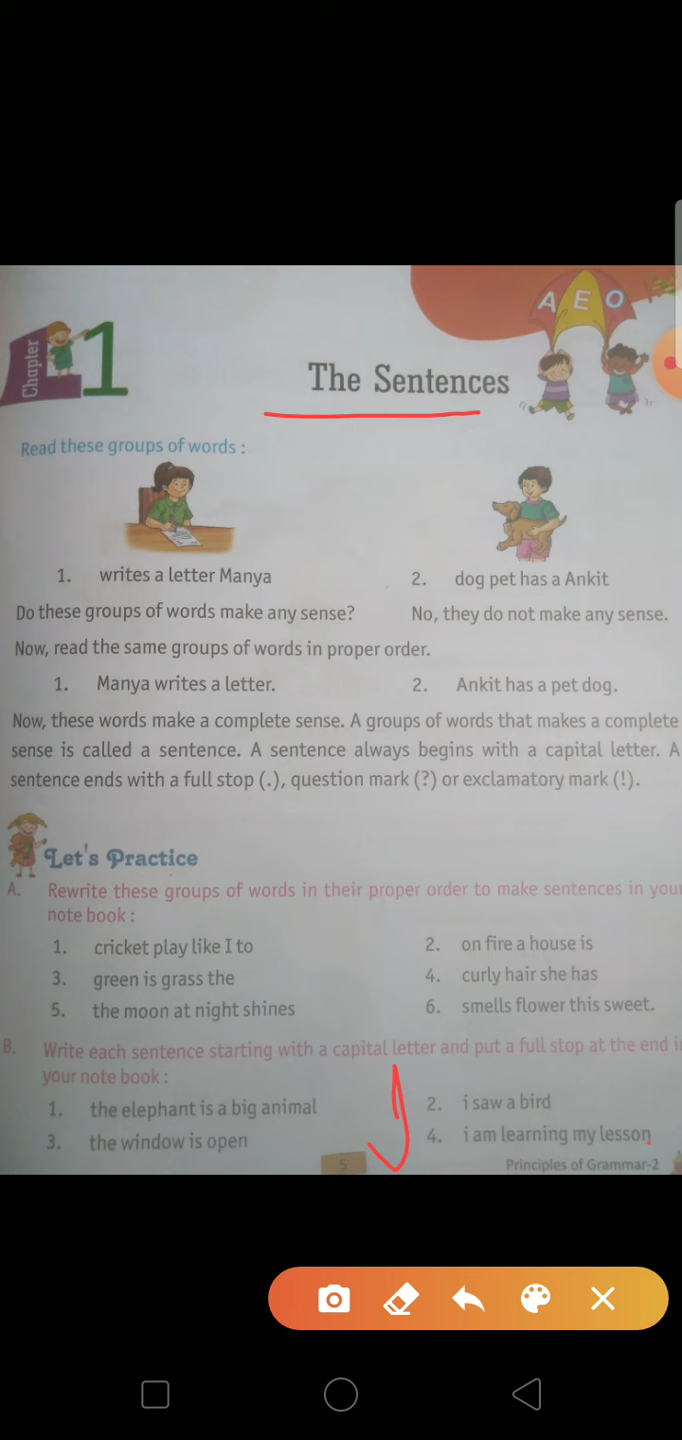 A E O
Chapter 1
The Sentences
Read these groups of words :
1. writes a letter Manya 2. dog pet has a Ankit
Do these groups of words make any sense? No, they do not make any sense.
Now, read the same groups of words in proper order.
1. Manya writes a letter. 2. Ankit has a pet dog.
Now, these words make a complete sense. A groups of words that makes a complete
sense is called a sentence. A sentence always begins with a capital letter. A
sentence ends with a full stop (.), question mark (?) or exclamatory mark (!).
Let's Practice
A. Rewrite these groups of words in their proper order to make sentences in your
note book :
1. cricket play like I to 2. on fire a house is
3. green is grass the 4. curly hair she has
5. the moon at night shines 6. smells flower this sweet.
B. Write each sentence starting with a capital letter and put a full stop at the end in
your note book :
1. the elephant is a big animal 2. i saw a bird
3. the window is open 4. i am learning my lesson
5 Principles of Grammar-2